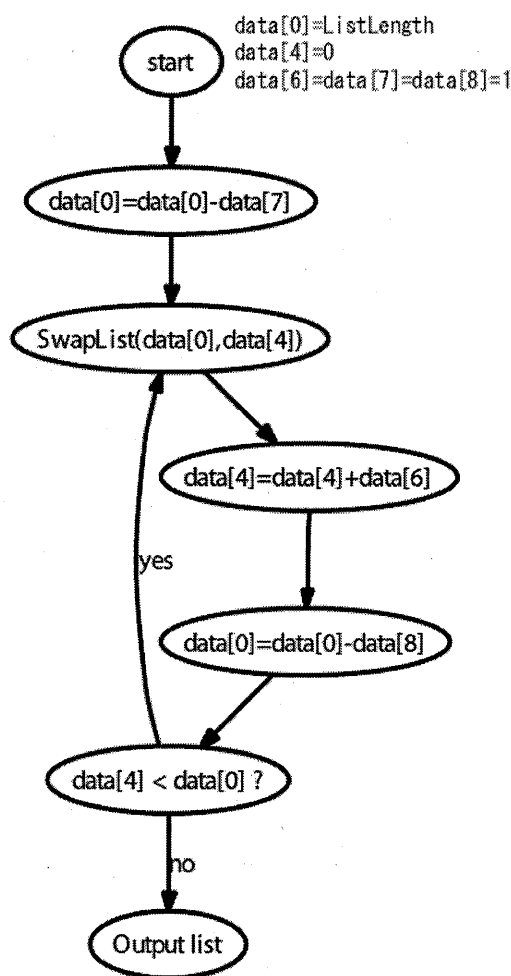 data[0]=ListLength
data[4]=0
data[6]=data[7]=data[8]=1
start
data[0]=data[0]-data[7]
SwapList(data[0],data[4])
data[4]=data[4]+data[6]
yes
data[0]=data[0]-data[8]
data[4] < data[0] ?
no
Output list